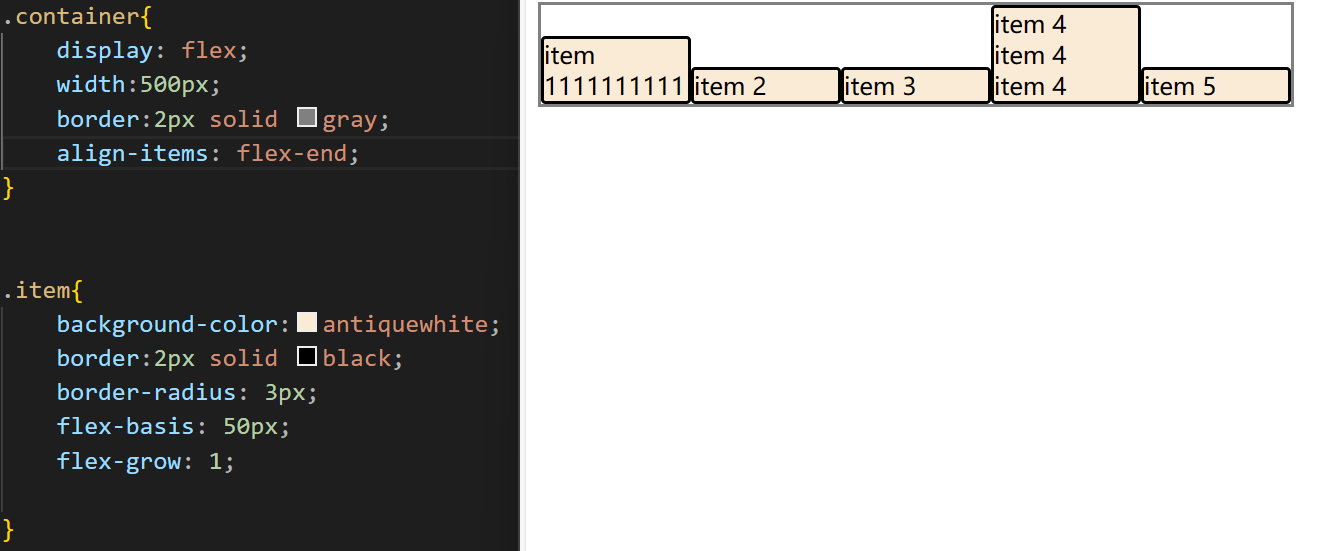 .container{
    display: flex;
    width:500px;
    border:2px solid gray;
    align-items: flex-end;
}
.item{
    background-color: antiquewhite;
    border:2px solid black;
    border-radius: 3px;
    flex-basis: 50px;
    flex-grow: 1;
}
item
1111111111
item 2
item 3
item 4
item 4
item 4
item 5